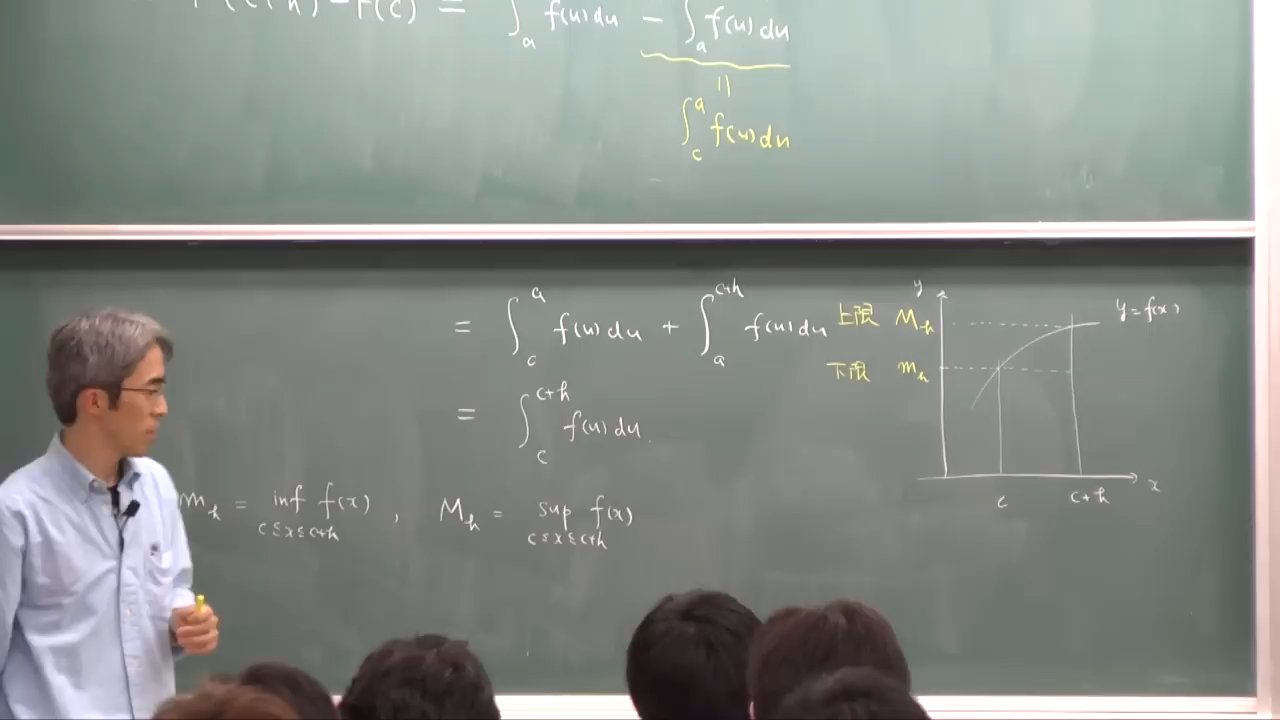 F(c+h) - F(c) = ∫_a f(u)du - ∫_a f(u)du
||
∫_c^a f(u)du
= ∫_c^a f(u)du + ∫_a^{c+h} f(u)du
= ∫_c^{c+h} f(u)du.
m_h = inf_{c≤x≤c+h} f(x), M_h = sup_{c≤x≤c+h} f(x)
y
y=f(x)
上限 M_h
下限 m_h
c c+h x